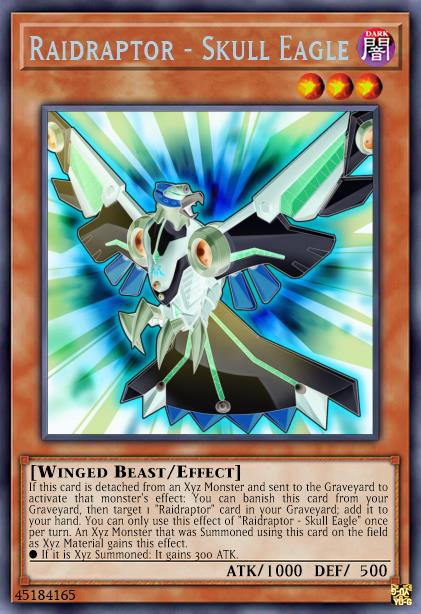 Raidraptor - Skull Eagle
DARK
闇
[Winged Beast/Effect]
If this card is detached from an Xyz Monster and sent to the Graveyard to
activate that monster's effect: You can banish this card from your
Graveyard, then target 1 "Raidraptor" card in your Graveyard; add it to
your hand. You can only use this effect of "Raidraptor - Skull Eagle" once
per turn. An Xyz Monster that was Summoned using this card on the field
as Xyz Material gains this effect.
● If it is Xyz Summoned: It gains 300 ATK.
ATK/1000 DEF/ 500
45184165